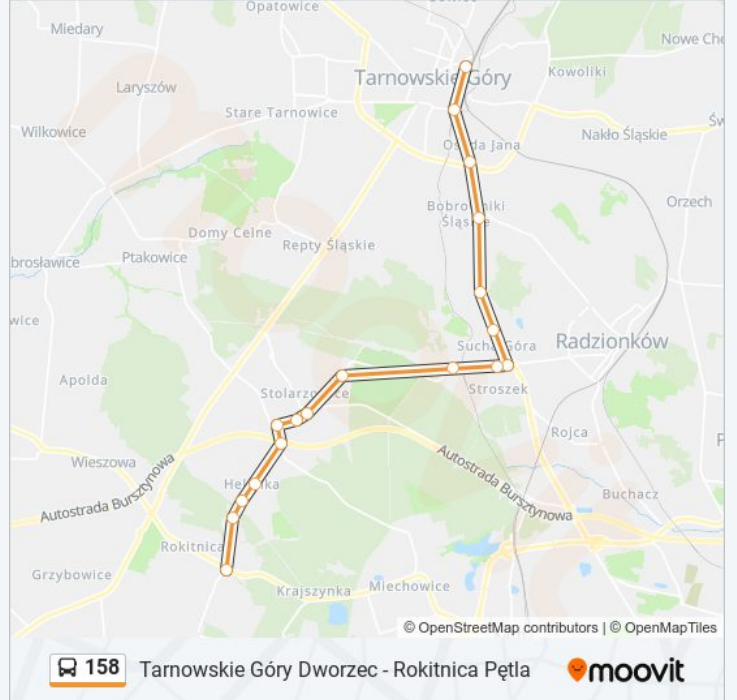 Opatowice
Miedary
Nowe Che
Tarnowskie Góry
Kowoliki
Laryszów
Stare Tarnowice
Wilkowice
Nakło Śląskie
Św
Osada Jana
Orzech
Bobrowniki
Śląskie
Domy Celne
Repty Śląskie
Ptakowice
brosławice
wice
Sucha Góra
Radzionków
Apolda
Stolarzowice
Stroszek
Rojca
Wieszowa
Autostrada Bursztynowa
Autostrada Bursztynowa
Helenka
Buchacz
Rokitnica
Grzybowice
Krajszynka
Miechowice
© OpenStreetMap contributors | © OpenMapTiles
158 Tarnowskie Góry Dworzec - Rokitnica Pętla
moovit